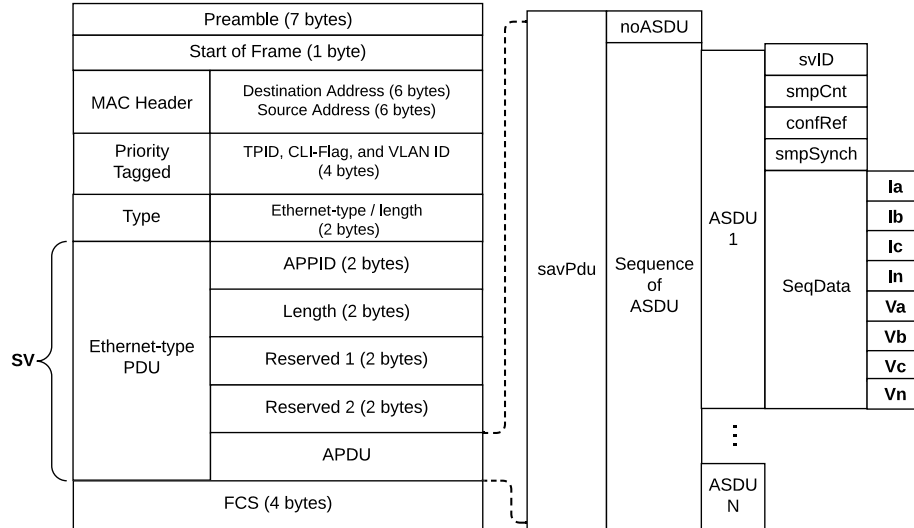 Preamble (7 bytes)
Start of Frame (1 byte)
MAC Header
Destination Address (6 bytes)
Source Address (6 bytes)
Priority
Tagged
TPID, CLI-Flag, and VLAN ID
(4 bytes)
Type
Ethernet-type / length
(2 bytes)
SV
Ethernet-type
PDU
APPID (2 bytes)
Length (2 bytes)
Reserved 1 (2 bytes)
Reserved 2 (2 bytes)
APDU
FCS (4 bytes)
savPdu
noASDU
Sequence
of
ASDU
ASDU
1
svID
smpCnt
confRef
smpSynch
SeqData
Ia
Ib
Ic
In
Va
Vb
Vc
Vn
ASDU
N